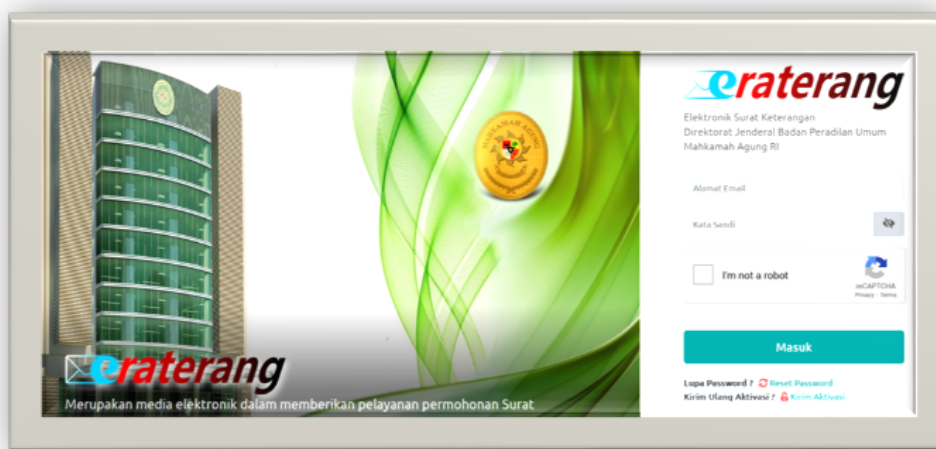 eraterang
Merupakan media elektronik dalam memberikan pelayanan permohonan Surat
MAHKAMAH AGUNG
eraterang
Elektronik Surat Keterangan
Direktorat Jenderal Badan Peradilan Umum
Mahkamah Agung RI
Alamat Email
Kata Sandi
I'm not a robot
reCAPTCHA
Privacy - Terms
Masuk
Lupa Password ? Reset Password
Kirim Ulang Aktivasi ? Kirim Aktivasi